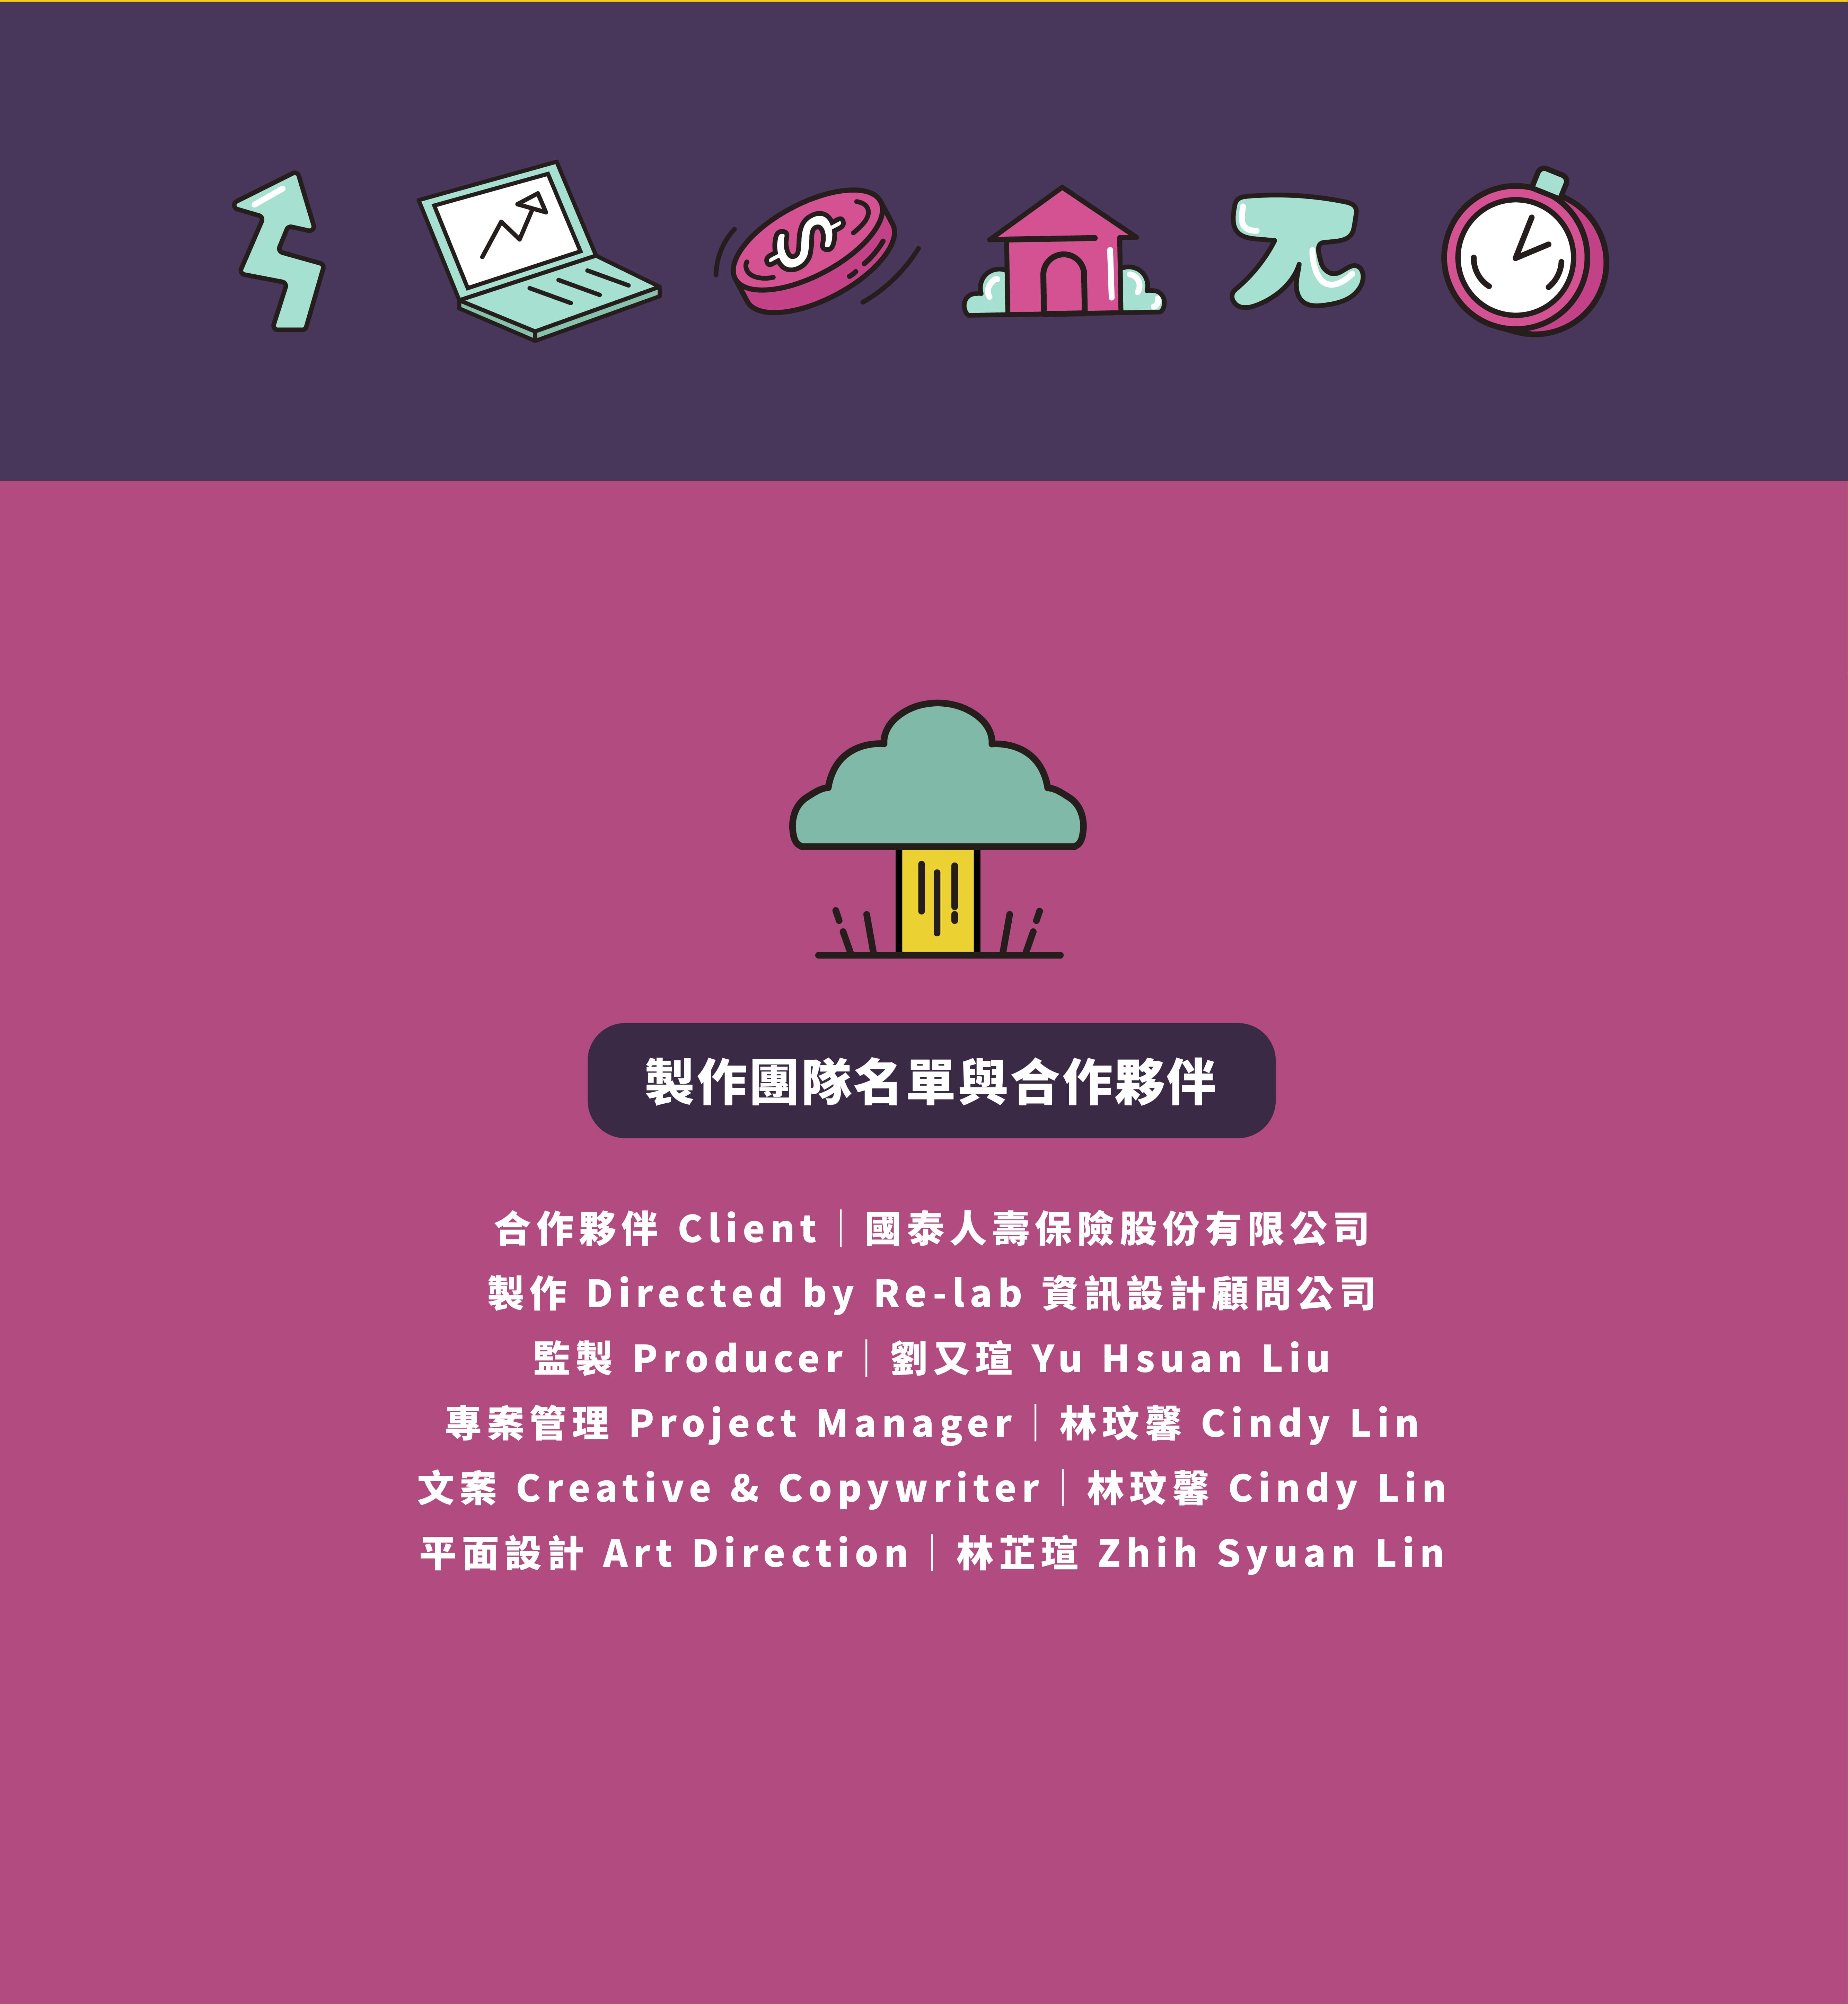 製作團隊名單與合作夥伴
合作夥伴 Client｜國泰人壽保險股份有限公司
製作 Directed by Re-lab 資訊設計顧問公司
監製 Producer｜劉又瑄 Yu Hsuan Liu
專案管理 Project Manager｜林玟馨 Cindy Lin
文案 Creative & Copywriter｜林玟馨 Cindy Lin
平面設計 Art Direction｜林芷瑄 Zhih Syuan Lin